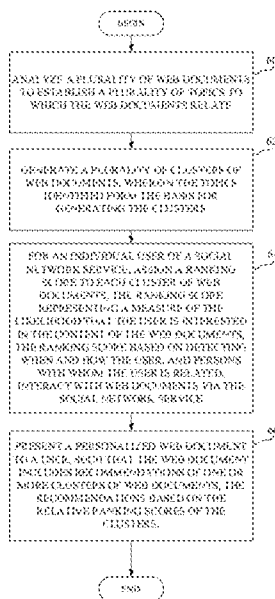 BEGIN
ANALYZE A PLURALITY OF WEB DOCUMENTS
TO ESTABLISH A PLURALITY OF TOPICS TO
WHICH THE WEB DOCUMENTS RELATE
GENERATE A PLURALITY OF CLUSTERS OF
WEB DOCUMENTS, WHEREIN THE TOPICS
IDENTIFIED FORM THE BASIS FOR
GENERATING THE CLUSTERS
FOR AN INDIVIDUAL USER OF A SOCIAL
NETWORK SERVICE, ASSIGN A RANKING
SCORE TO EACH CLUSTER OF WEB
DOCUMENTS, THE RANKING SCORE
REPRESENTING A MEASURE OF THE
LIKELIHOOD THAT THE USER IS INTERESTED
IN THE CONTENT OF THE WEB DOCUMENTS,
THE RANKING SCORE BASED ON DETECTING
WHEN AND HOW THE USER, AND PERSONS
WITH WHOM THE USER IS RELATED,
INTERACT WITH WEB DOCUMENTS VIA THE
SOCIAL NETWORK SERVICE
PRESENT A PERSONALIZED WEB DOCUMENT
TO A USER, SUCH THAT THE WEB DOCUMENT
INCLUDES RECOMMENDATIONS OF ONE OR
MORE CLUSTERS OF WEB DOCUMENTS, THE
RECOMMENDATIONS BASED ON THE
RELATIVE RANKING SCORES OF THE
CLUSTERS.
END